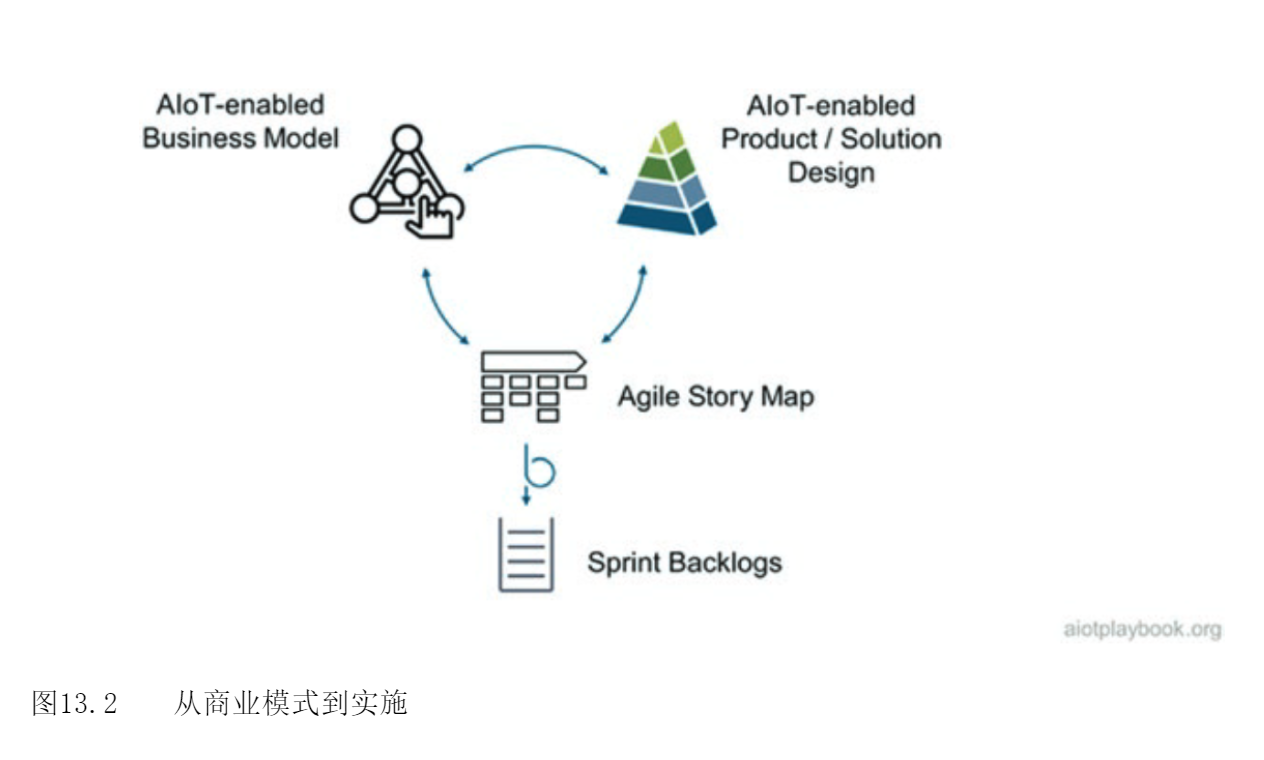 AIoT-enabled
Business Model
AIoT-enabled
Product / Solution
Design
Agile Story Map
Sprint Backlogs
aiotplaybook.org
图13.2 从商业模式到实施